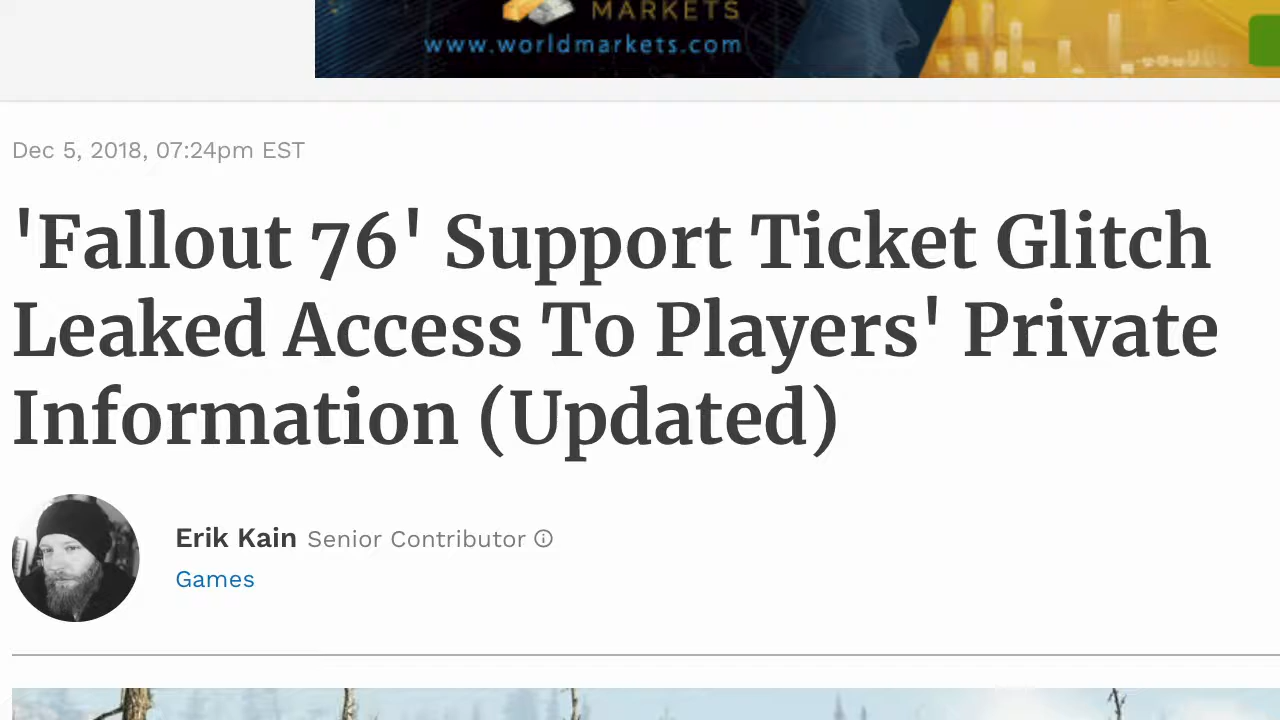 MARKETS
www.worldmarkets.com
Dec 5, 2018, 07:24pm EST
'Fallout 76' Support Ticket Glitch
Leaked Access To Players' Private
Information (Updated)
Erik Kain Senior Contributor
Games